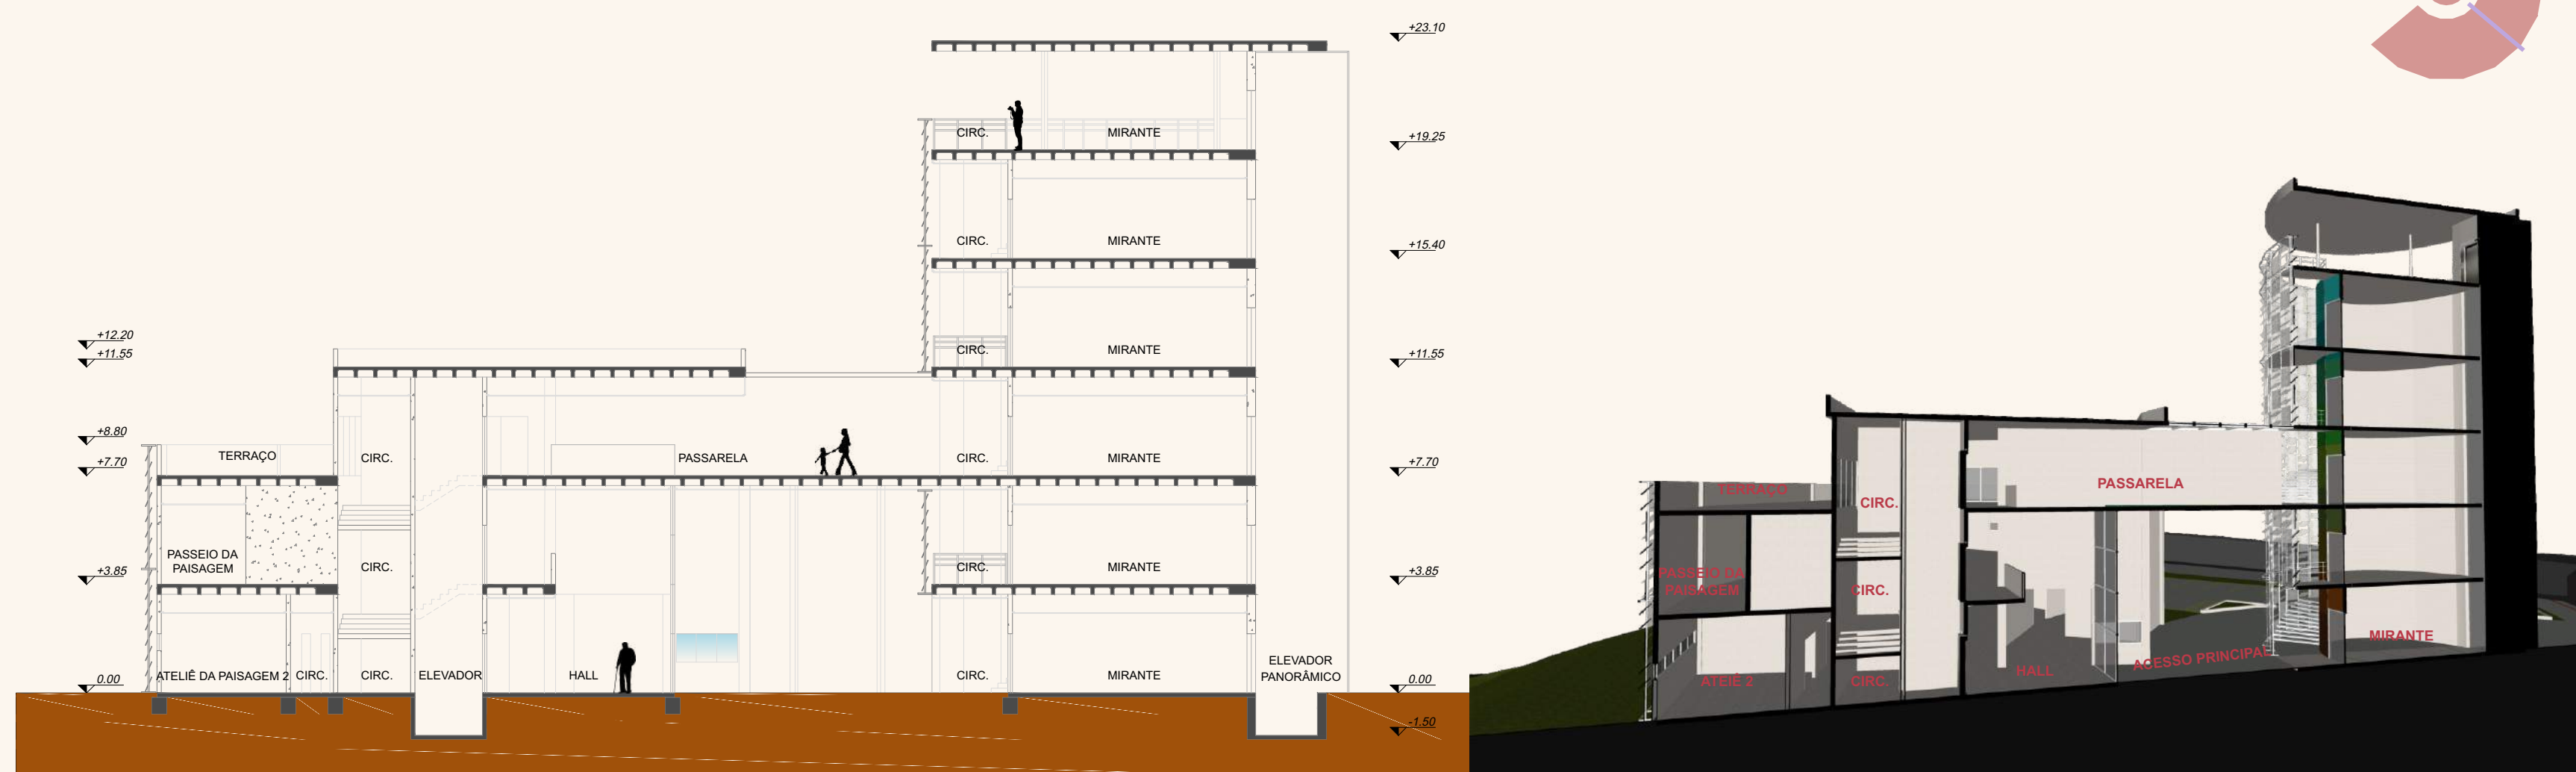 +23.10
CIRC. MIRANTE
+19.25
CIRC. MIRANTE
+15.40
+12.20
+11.55
CIRC. MIRANTE
+11.55
+8.80
TERRAÇO CIRC. PASSARELA CIRC. MIRANTE
+7.70
+7.70
PASSEIO DA
PAISAGEM
CIRC. CIRC. MIRANTE
+3.85
+3.85
ATELIÊ DA PAISAGEM 2 CIRC. CIRC. ELEVADOR HALL CIRC. MIRANTE
ELEVADOR
PANORÂMICO
0.00
0.00
-1.50
TERRAÇO
CIRC.
PASSARELA
PASSEIO DA
PAISAGEM
CIRC.
ATEIÊ 2
CIRC.
HALL
ACESSO PRINCIPAL
MIRANTE